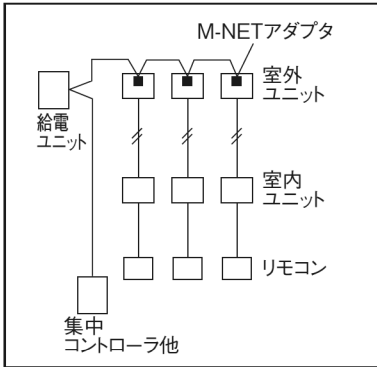 M-NETアダプタ
室外
ユニット
給電
ユニット
室内
ユニット
リモコン
集中
コントローラ他